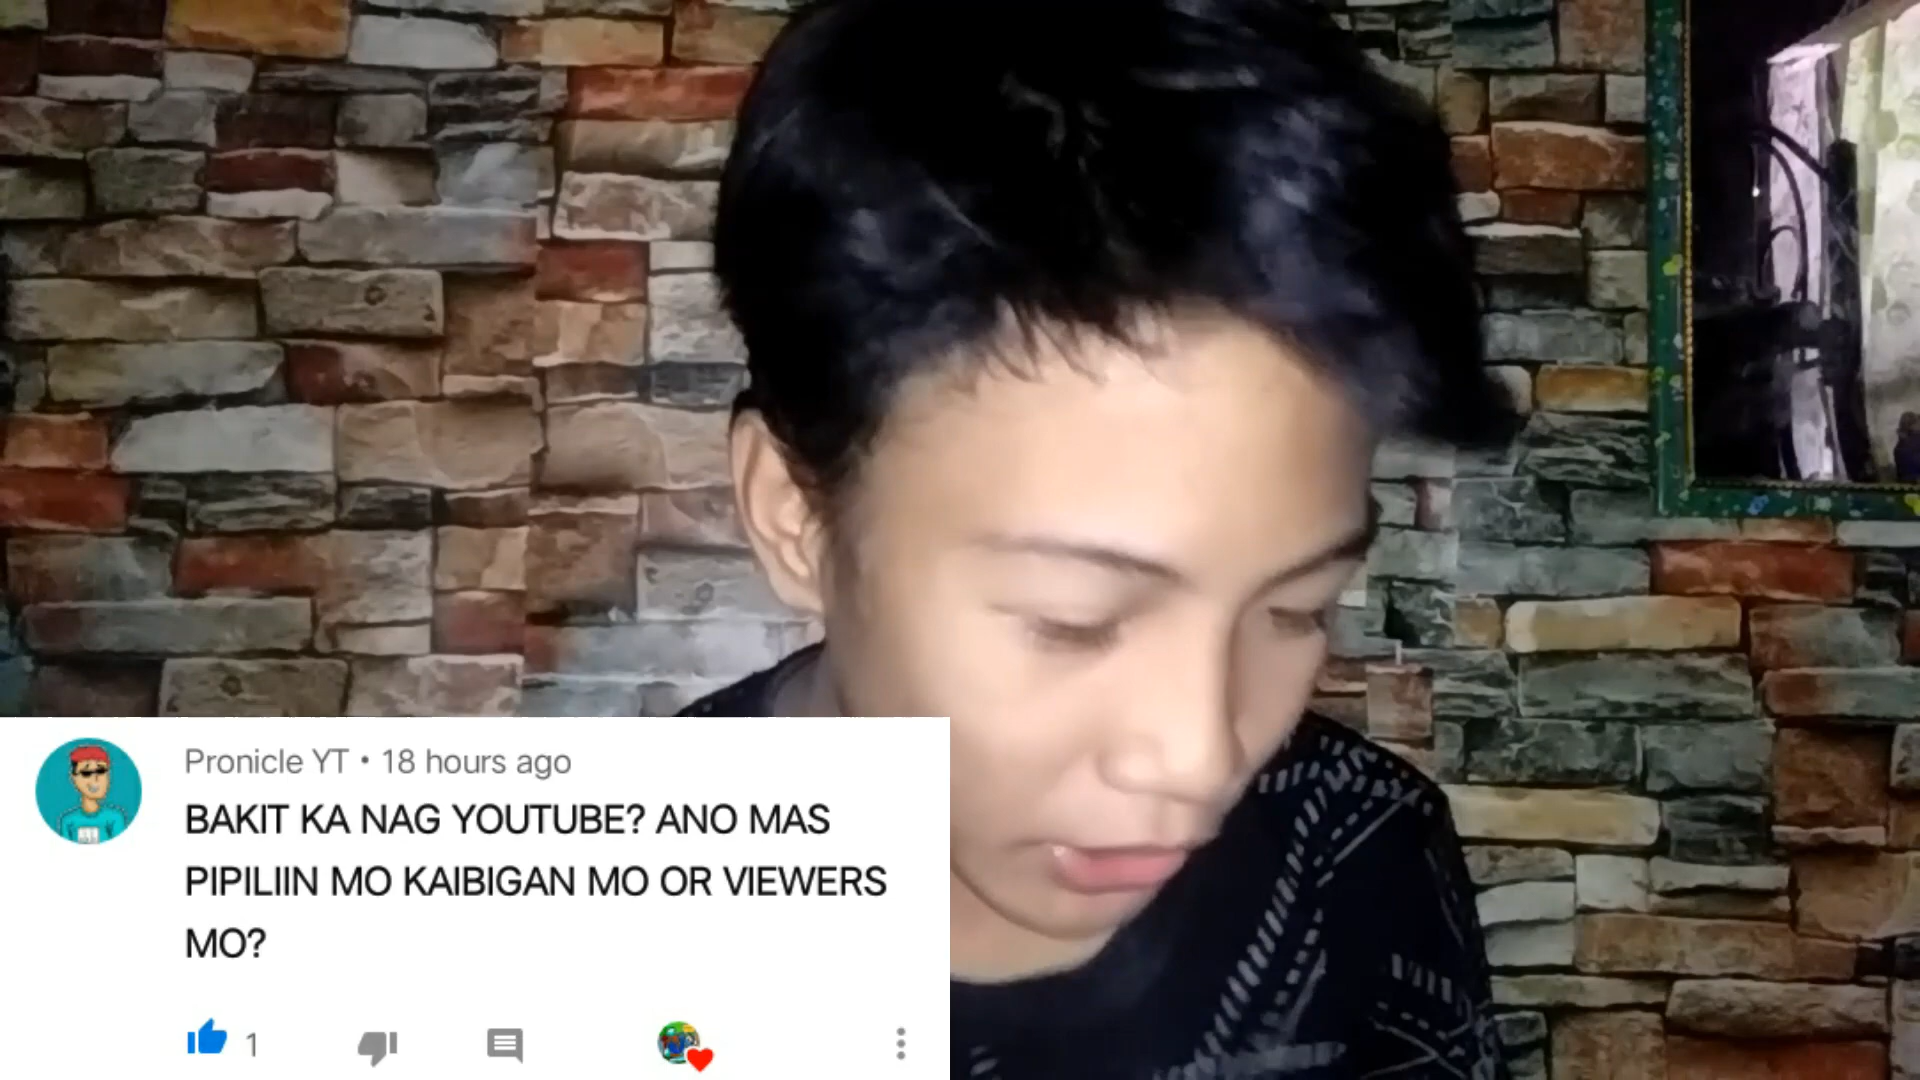 Pronicle YT • 18 hours ago
BAKIT KA NAG YOUTUBE? ANO MAS
PIPILIIN MO KAIBIGAN MO OR VIEWERS
MO?
1